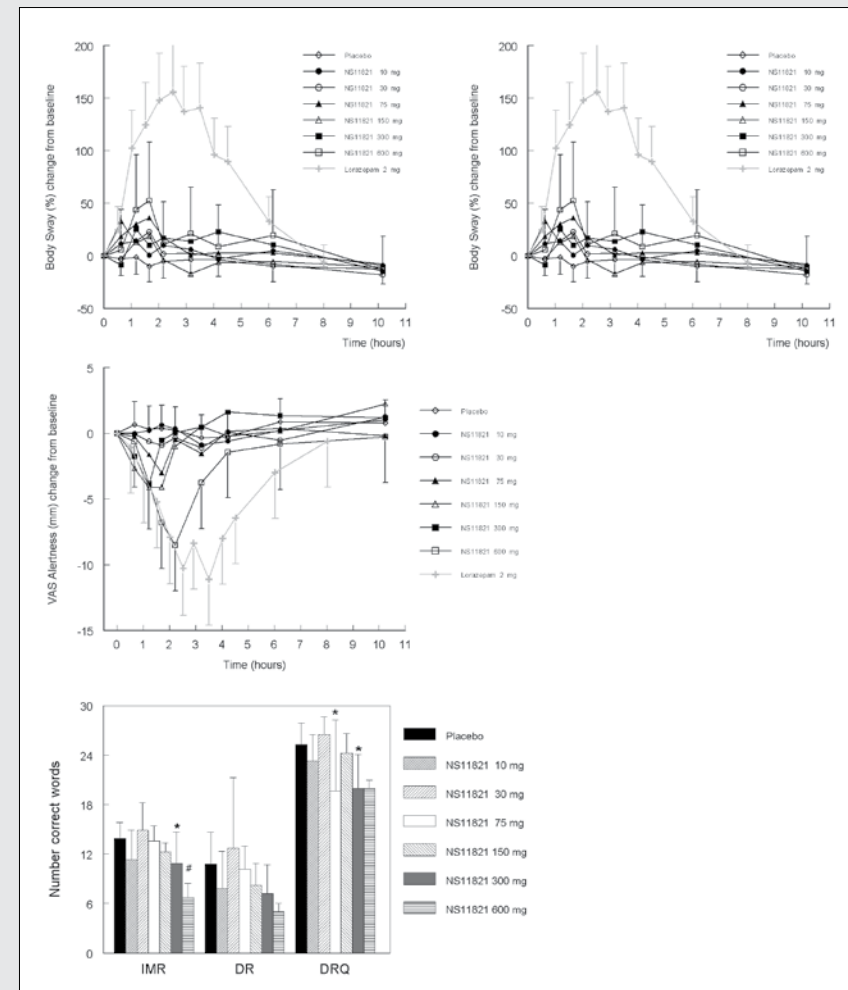 200
150
100
50
0
-50
Body Sway (%) change from baseline
0 1 2 3 4 5 6 7 8 9 10 11
Time (hours)
Placebo
NS11821 10 mg
NS11821 30 mg
NS11821 75 mg
NS11821 150 mg
NS11821 300 mg
NS11821 600 mg
Lorazepam 2 mg
200
150
100
50
0
-50
Body Sway (%) change from baseline
0 1 2 3 4 5 6 7 8 9 10 11
Time (hours)
Placebo
NS11821 10 mg
NS11821 30 mg
NS11821 75 mg
NS11821 150 mg
NS11821 300 mg
NS11821 600 mg
Lorazepam 2 mg
5
0
-5
-10
-15
VAS Alertness (mm) change from baseline
0 1 2 3 4 5 6 7 8 9 10 11
Time (hours)
Placebo
NS11821 10 mg
NS11821 30 mg
NS11821 75 mg
NS11821 150 mg
NS11821 300 mg
NS11821 600 mg
Lorazepam 2 mg
30
24
18
12
6
0
Number correct words
*
#
*
*
IMR DR DRQ
Placebo
NS11821 10 mg
NS11821 30 mg
NS11821 75 mg
NS11821 150 mg
NS11821 300 mg
NS11821 600 mg